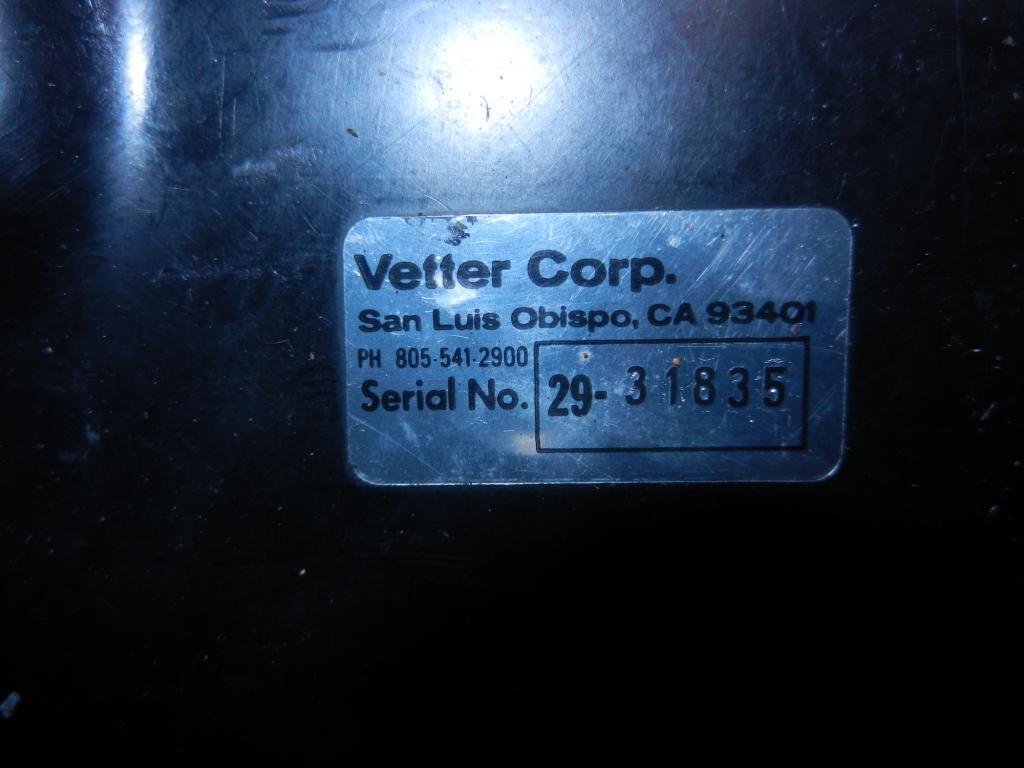 Vetter Corp.
San Luis Obispo, CA 93401
PH 805-541-2900
Serial No. 29-31835